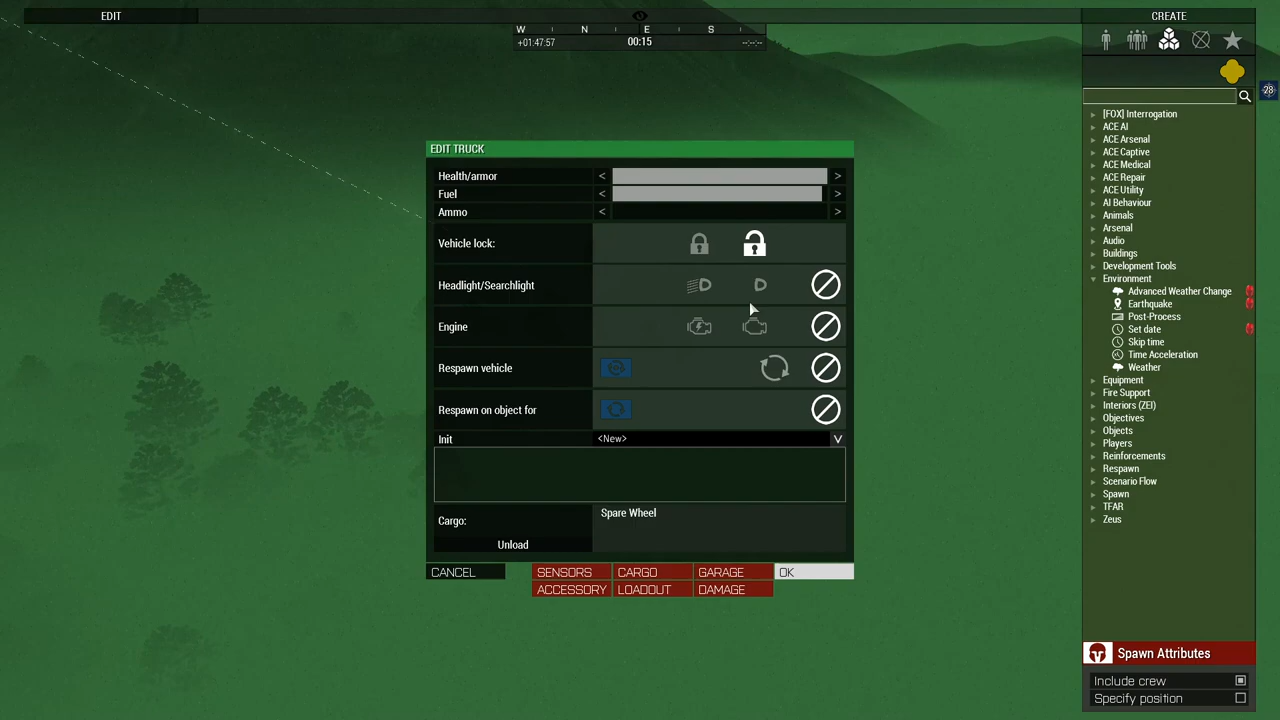 EDIT
W N E S
+01:47:57 00:15 --:--:--
CREATE
28
[FOX] Interrogation
ACE AI
ACE Arsenal
ACE Captive
ACE Medical
ACE Repair
ACE Utility
AI Behaviour
Animals
Arsenal
Audio
Buildings
Development Tools
Environment
Advanced Weather Change
Earthquake
Post-Process
Set date
Skip time
Time Acceleration
Weather
Equipment
Fire Support
Interiors (ZEI)
Objectives
Objects
Players
Reinforcements
Respawn
Scenario Flow
Spawn
TFAR
Zeus
Spawn Attributes
Include crew
Specify position
EDIT TRUCK
Health/armor < >
Fuel < >
Ammo < >
Vehicle lock:
Headlight/Searchlight
Engine
Respawn vehicle
Respawn on object for
Init <New> V
Cargo: Spare Wheel
Unload
CANCEL SENSORS CARGO GARAGE OK
ACCESSORY LOADOUT DAMAGE